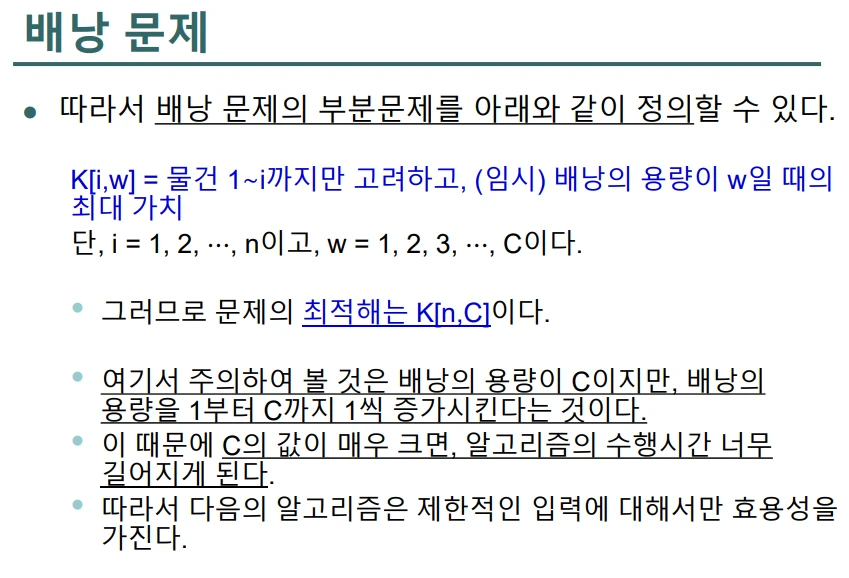 배낭 문제
따라서 배낭 문제의 부분문제를 아래와 같이 정의할 수 있다.
K[i,w] = 물건 1~i까지만 고려하고, (임시) 배낭의 용량이 w일 때의
최대 가치
단, i = 1, 2, ⋯, n이고, w = 1, 2, 3, ⋯, C이다.
그러므로 문제의 최적해는 K[n,C]이다.
여기서 주의하여 볼 것은 배낭의 용량이 C이지만, 배낭의
용량을 1부터 C까지 1씩 증가시킨다는 것이다.
이 때문에 C의 값이 매우 크면, 알고리즘의 수행시간 너무
길어지게 된다.
따라서 다음의 알고리즘은 제한적인 입력에 대해서만 효용성을
가진다.